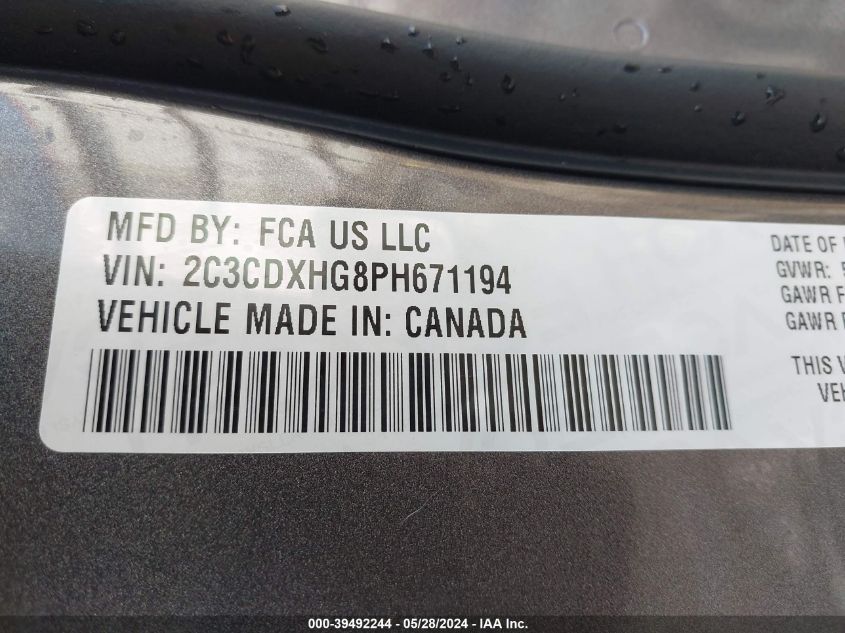 MFD BY: FCA US LLC
VIN: 2C3CDXHG8PH671194
VEHICLE MADE IN: CANADA
DATE OF
GVWR:
GAWR
GAWR
THIS
000-39492244 - 05/28/2024 - IAA Inc.